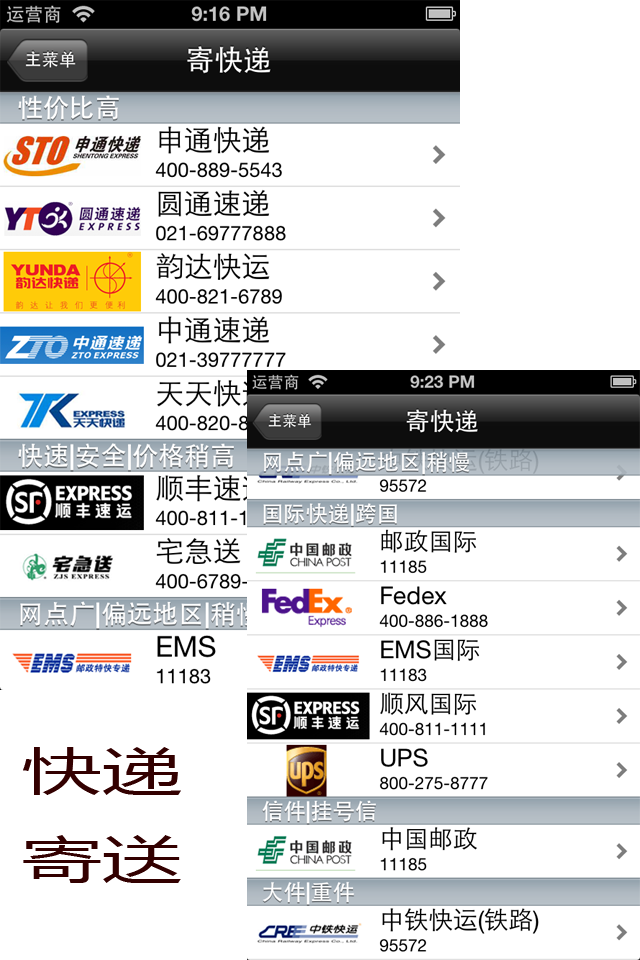 运营商 9:16 PM
主菜单 寄快递
性价比高
STO 申通快递
SHENTONG EXPRESS
申通快递
400-889-5543
YTO 圆通速递
EXPRESS
圆通速递
021-69777888
YUNDA
韵达快递
韵达让我们更便利
韵达快运
400-821-6789
ZTO 中通速递
ZTO EXPRESS
中通速递
021-39777777
TK EXPRESS
天天快递
天天快
400-820-8
快速|安全|价格稍高
SF EXPRESS
顺丰速运
顺丰速
400-811-1
宅急送
ZJS EXPRESS
宅急送
400-6789-
网点广|偏远地区|稍慢
EMS 邮政特快专递
EMS
11183
快递
寄送
运营商 9:23 PM
主菜单 寄快递
网点广|偏远地区|稍慢
(铁路)
China Railway Express Co., Ltd.
95572
国际快递|跨国
中国邮政
CHINA POST
邮政国际
11185
FedEx
Express
Fedex
400-886-1888
EMS 邮政特快专递
EMS国际
11183
SF EXPRESS
顺丰速运
顺风国际
400-811-1111
ups
UPS
800-275-8777
信件|挂号信
中国邮政
CHINA POST
中国邮政
11185
大件|重件
CRE 中铁快运
China Railway Express Co., Ltd.
中铁快运(铁路)
95572